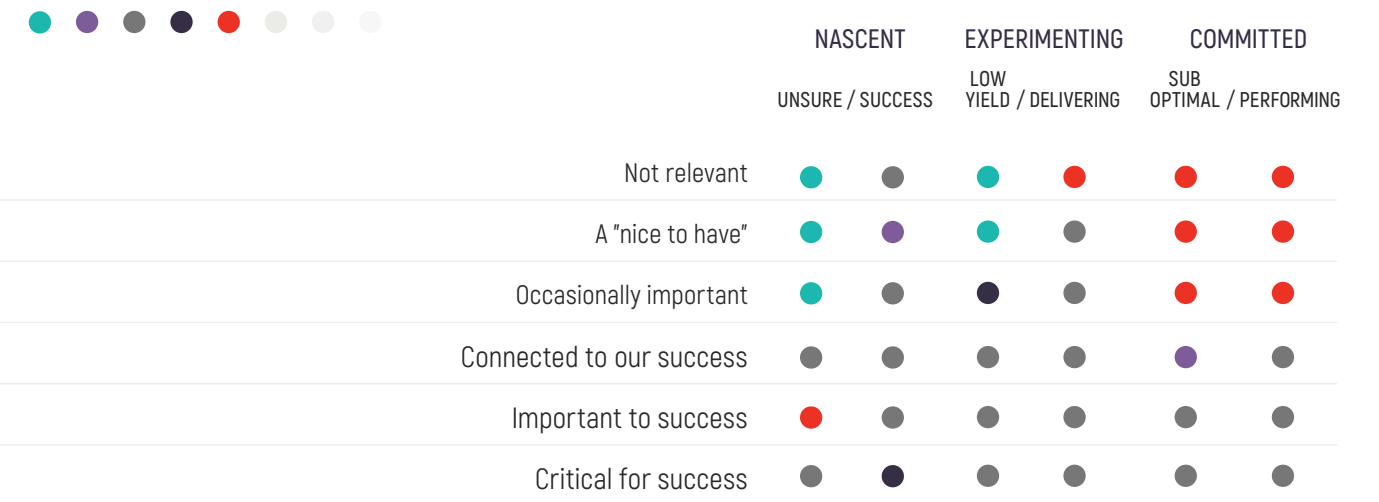 NASCENT EXPERIMENTING COMMITTED
LOW SUB
UNSURE / SUCCESS YIELD / DELIVERING OPTIMAL / PERFORMING
Not relevant
A "nice to have"
Occasionally important
Connected to our success
Important to success
Critical for success